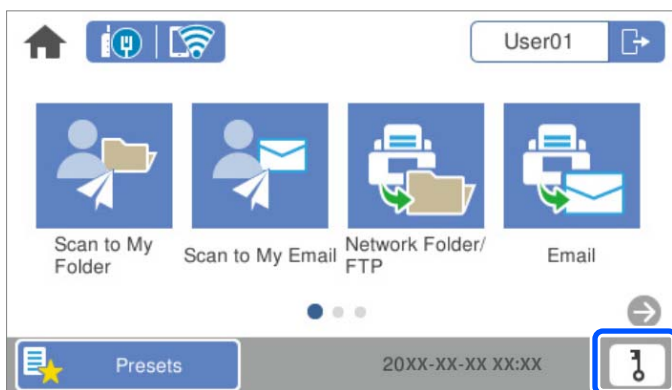 User01
Scan to My
Folder
Scan to My Email
Network Folder/
FTP
Email
Presets
20XX-XX-XX XX:XX